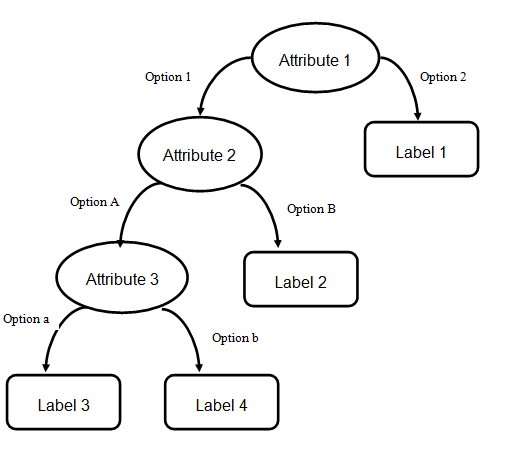 Attribute 1
Option 1
Option 2
Attribute 2
Label 1
Option A
Option B
Attribute 3
Label 2
Option a
Option b
Label 3
Label 4